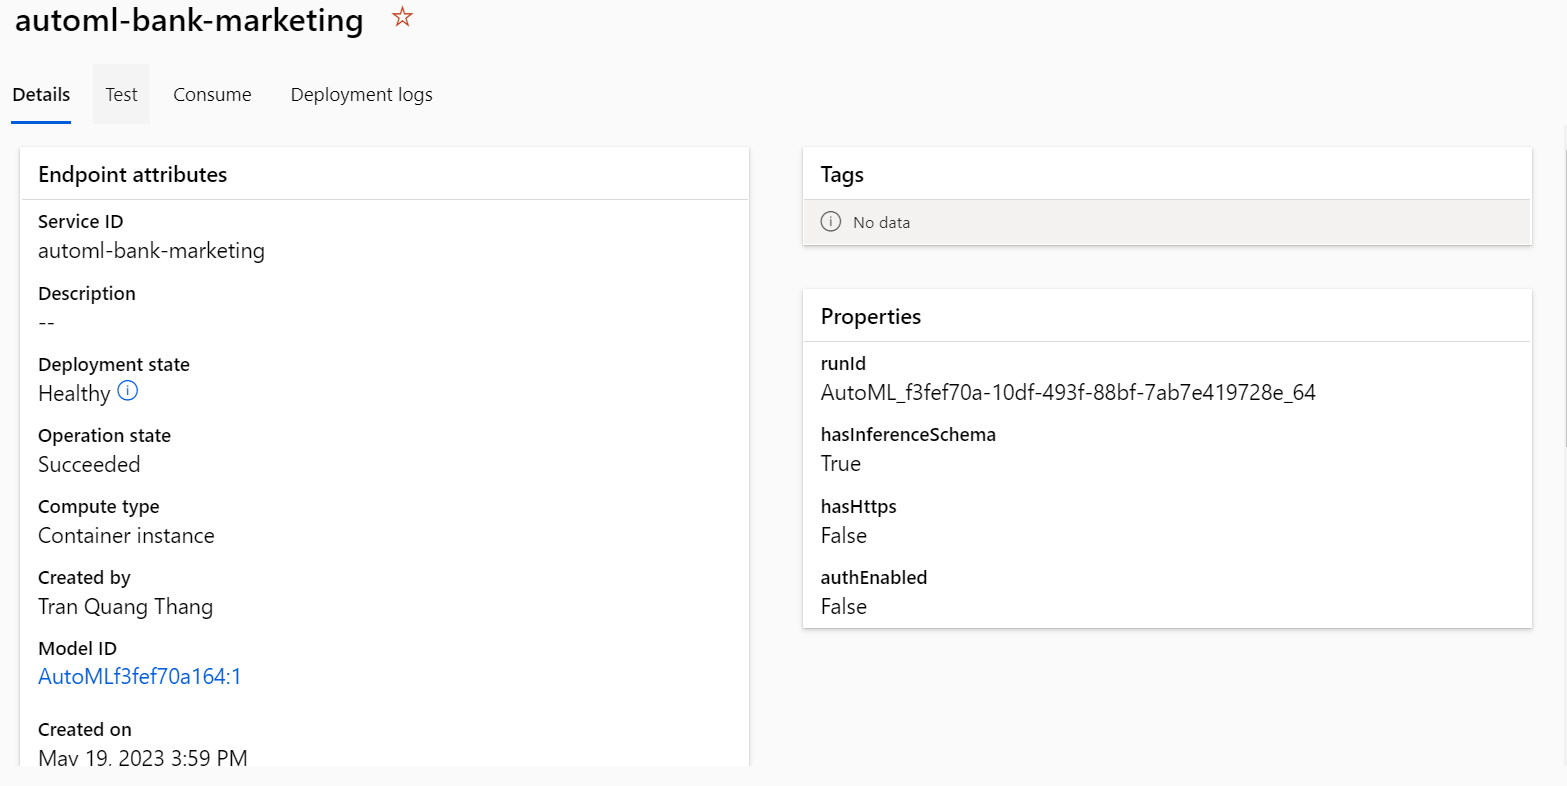 automl-bank-marketing
Details Test Consume Deployment logs
Endpoint attributes
Service ID
automl-bank-marketing
Description
--
Deployment state
Healthy
Operation state
Succeeded
Compute type
Container instance
Created by
Tran Quang Thang
Model ID
AutoMLf3fef70a164:1
Created on
May 19, 2023 3:59 PM
Tags
No data
Properties
runId
AutoML_f3fef70a-10df-493f-88bf-7ab7e419728e_64
hasInferenceSchema
True
hasHttps
False
authEnabled
False